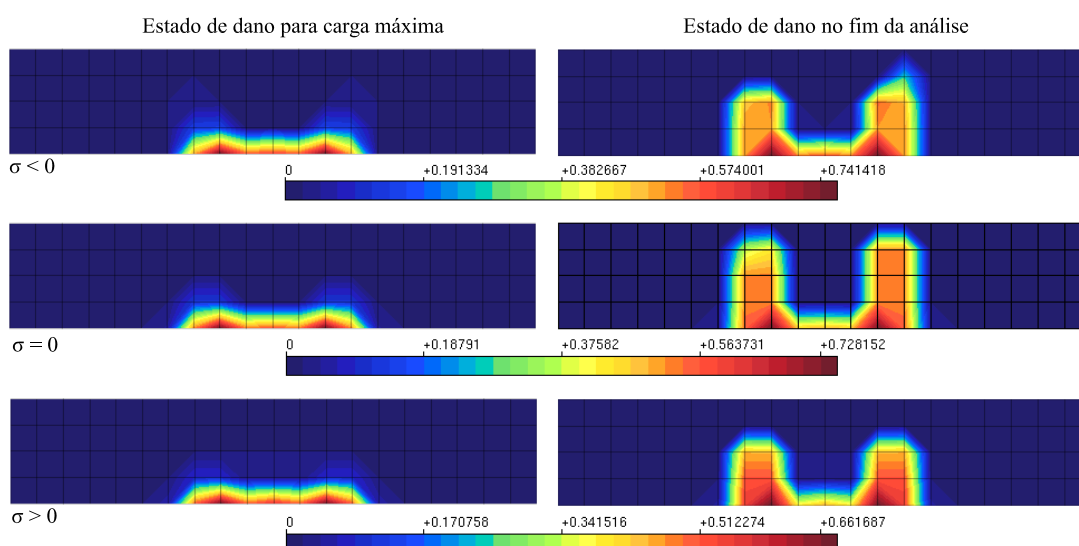 Estado de dano para carga máxima
Estado de dano no fim da análise
σ < 0
0 +0.191334 +0.382667 +0.574001 +0.741418
σ = 0
0 +0.18791 +0.37582 +0.563731 +0.728152
σ > 0
0 +0.170758 +0.341516 +0.512274 +0.661687